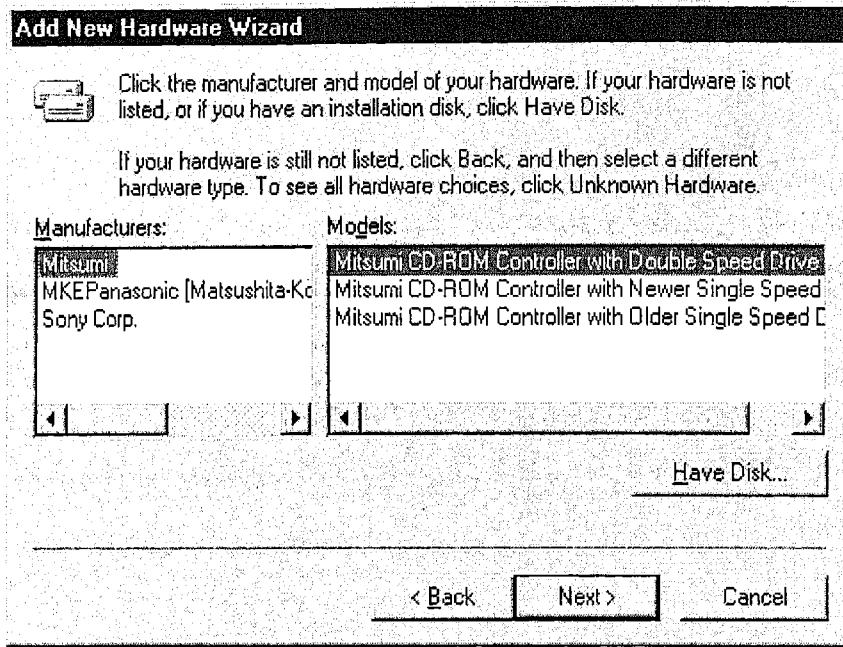 Add New Hardware Wizard
Click the manufacturer and model of your hardware. If your hardware is not
listed, or if you have an installation disk, click Have Disk.
If your hardware is still not listed, click Back, and then select a different
hardware type. To see all hardware choices, click Unknown Hardware.
Manufacturers:
Models:
Mitsumi
MKEPanasonic [Matsushita-Ko
Sony Corp.
Mitsumi CD-ROM Controller with Double Speed Drive
Mitsumi CD-ROM Controller with Newer Single Speed
Mitsumi CD-ROM Controller with Older Single Speed D
Have Disk...
< Back
Next >
Cancel